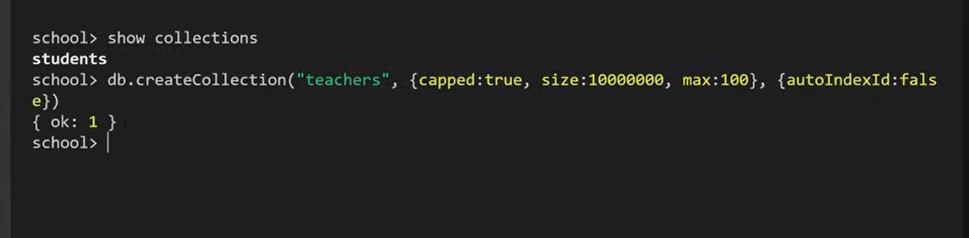 school> show collections
students
school> db.createCollection("teachers", {capped:true, size:10000000, max:100}, {autoIndexId:fals
e})
{ ok: 1 }
school>